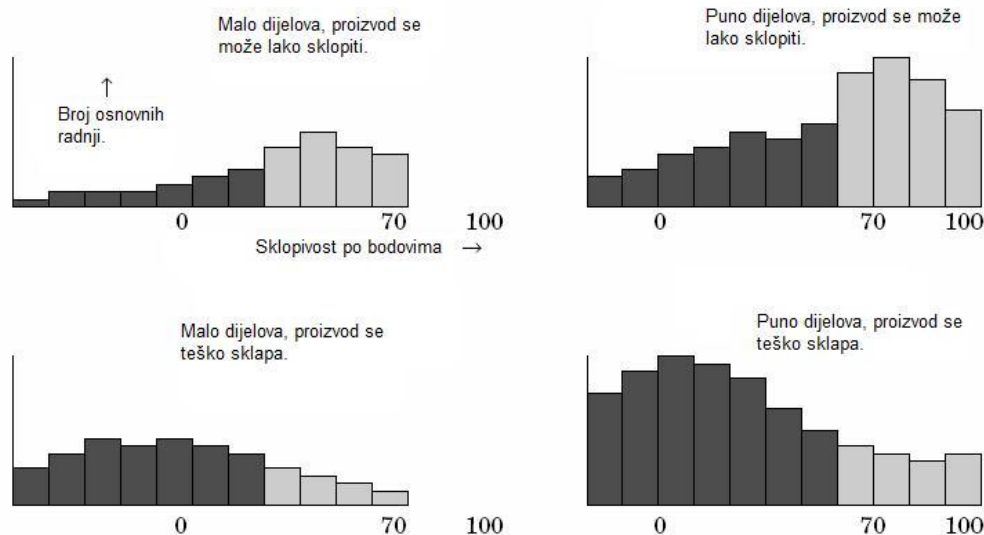 Malo dijelova, proizvod se
može lako sklopiti.
Puno dijelova, proizvod se može
lako sklopiti.
↑
Broj osnovnih
radnji.
0 70 100
0 70 100
Sklopivost po bodovima →
Malo dijelova, proizvod se
teško sklapa.
Puno dijelova, proizvod se
teško sklapa.
0 70 100
0 70 100